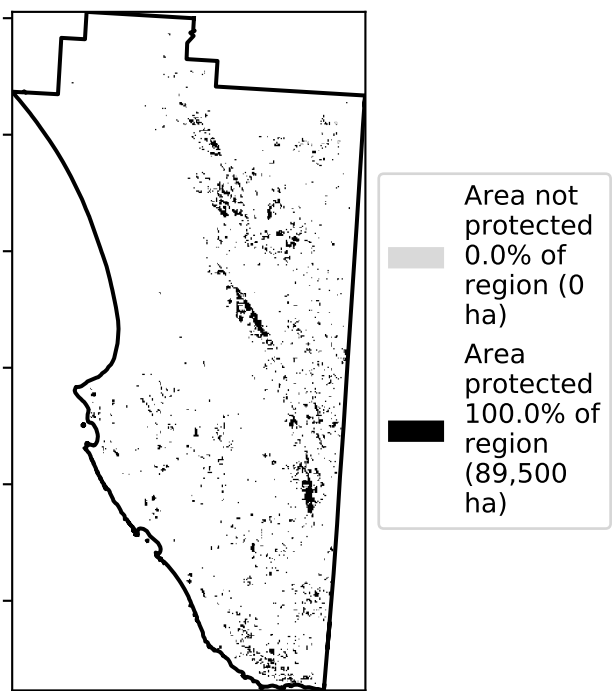 Area not
protected
0.0% of
region (0
ha)
Area
protected
100.0% of
region
(89,500
ha)